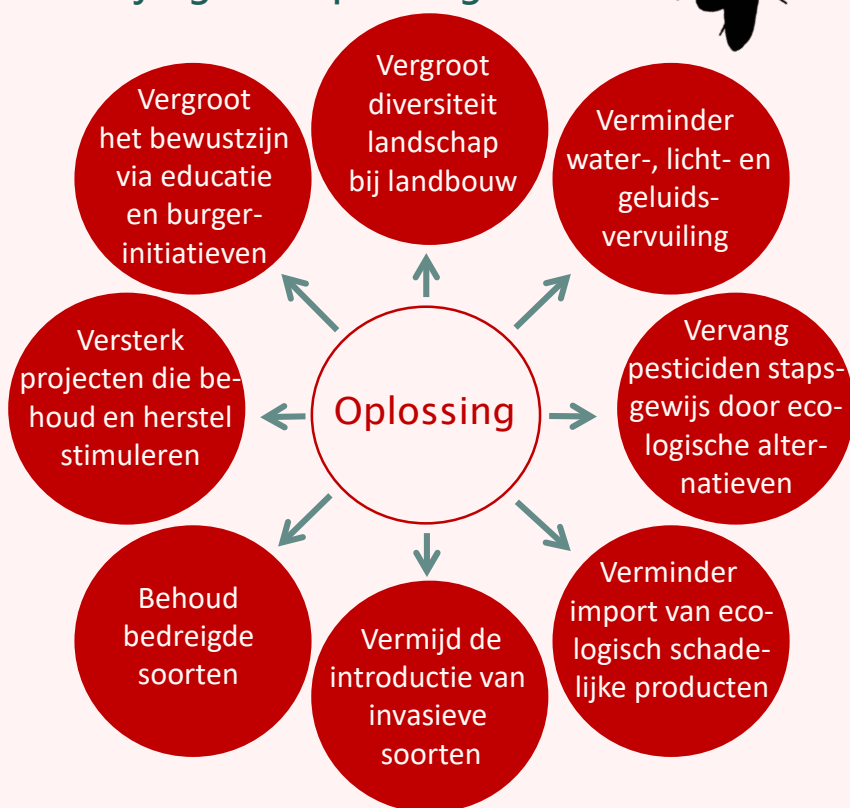 Vergroot
diversiteit
landschap
bij landbouw
Verminder
water-, licht- en
geluids-
vervuiling
Vervang
pesticiden staps-
gewijs door eco-
logische alter-
natieven
Verminder
import van eco-
logisch schade-
lijke producten
Vermijd de
introductie van
invasieve
soorten
Behoud
bedreigde
soorten
Versterk
projecten die be-
houd en herstel
stimuleren
Vergroot
het bewustzijn
via educatie
en burger-
initiatieven
Oplossing